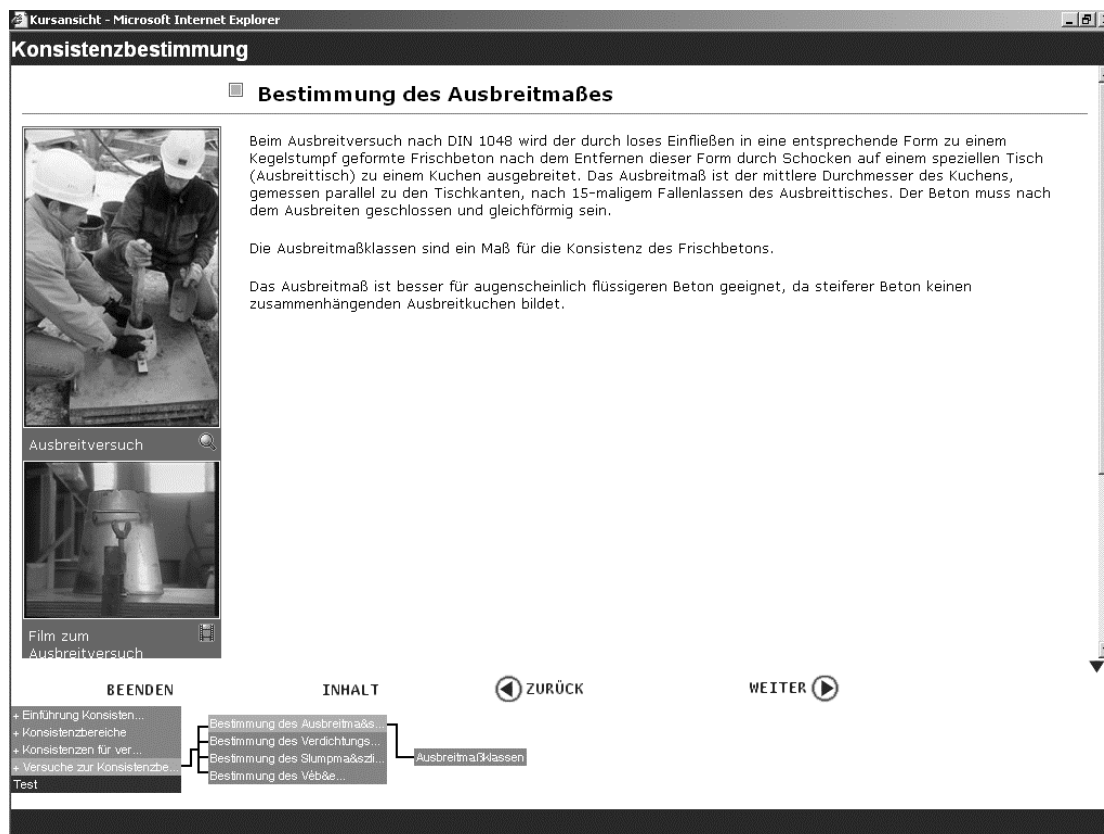 Kursansicht - Microsoft Internet Explorer
Konsistenzbestimmung
Bestimmung des Ausbreitmaßes
Beim Ausbreitversuch nach DIN 1048 wird der durch loses Einfließen in eine entsprechende Form zu einem
Kegelstumpf geformte Frischbeton nach dem Entfernen dieser Form durch Schocken auf einem speziellen Tisch
(Ausbreittisch) zu einem Kuchen ausgebreitet. Das Ausbreitmaß ist der mittlere Durchmesser des Kuchens,
gemessen parallel zu den Tischkanten, nach 15-maligem Fallenlassen des Ausbreittisches. Der Beton muss nach
dem Ausbreiten geschlossen und gleichförmig sein.
Die Ausbreitmaßklassen sind ein Maß für die Konsistenz des Frischbetons.
Das Ausbreitmaß ist besser für augenscheinlich flüssigeren Beton geeignet, da steiferer Beton keinen
zusammenhängenden Ausbreitkuchen bildet.
Ausbreitversuch
Film zum
Ausbreitversuch
BEENDEN INHALT ZURÜCK WEITER
+ Einführung Konsisten...
+ Konsistenzbereiche
+ Konsistenzen für ver...
+ Versuche zur Konsistenzbe...
Test
Bestimmung des Ausbreitma&s...
Bestimmung des Verdichtungs...
Bestimmung des Slumpma&szli...
Bestimmung des Vèb&e...
Ausbreitmaßklassen